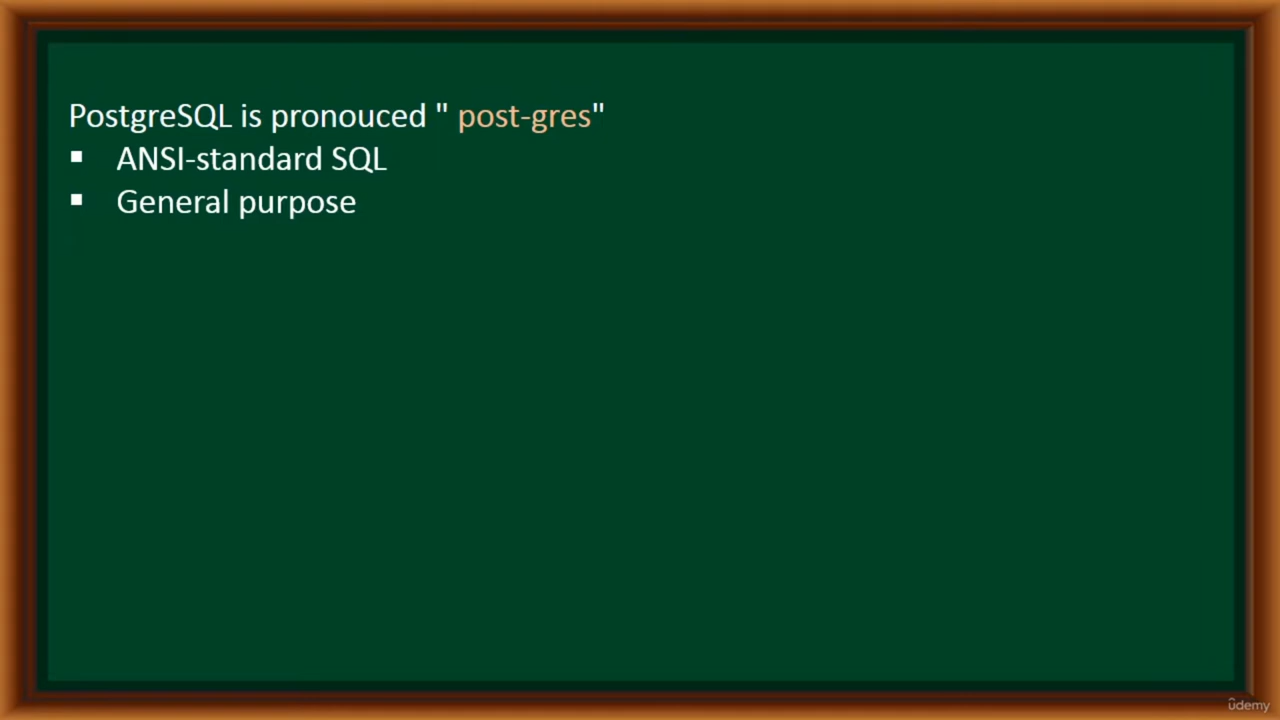 PostgreSQL is pronouced " post-gres"
▪ ANSI-standard SQL
▪ General purpose
udemy